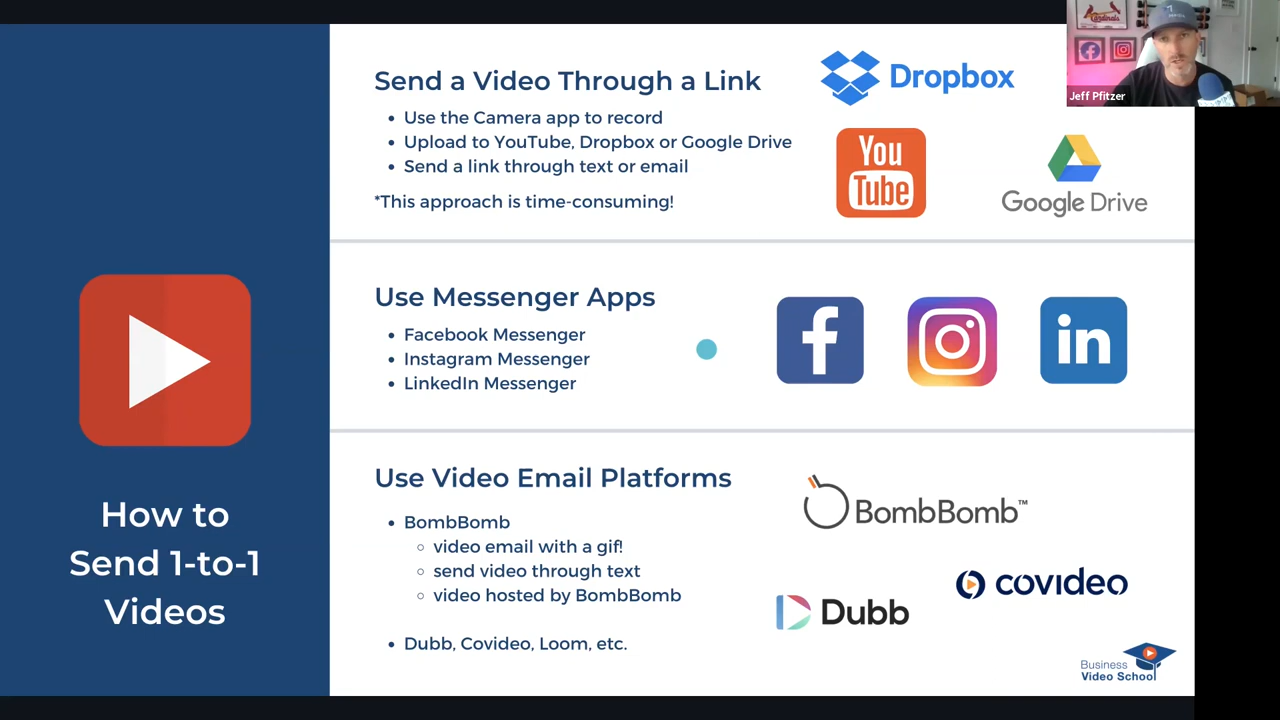 How to
Send 1-to-1
Videos
Send a Video Through a Link
• Use the Camera app to record
• Upload to YouTube, Dropbox or Google Drive
• Send a link through text or email
*This approach is time-consuming!
Dropbox
You
Tube
Google Drive
Use Messenger Apps
• Facebook Messenger
• Instagram Messenger
• LinkedIn Messenger
f
in
Use Video Email Platforms
• BombBomb
○ video email with a gif!
○ send video through text
○ video hosted by BombBomb
• Dubb, Covideo, Loom, etc.
BombBomb™
covideo
Dubb
Business
Video School
Cardinals
Jeff Pfitzer